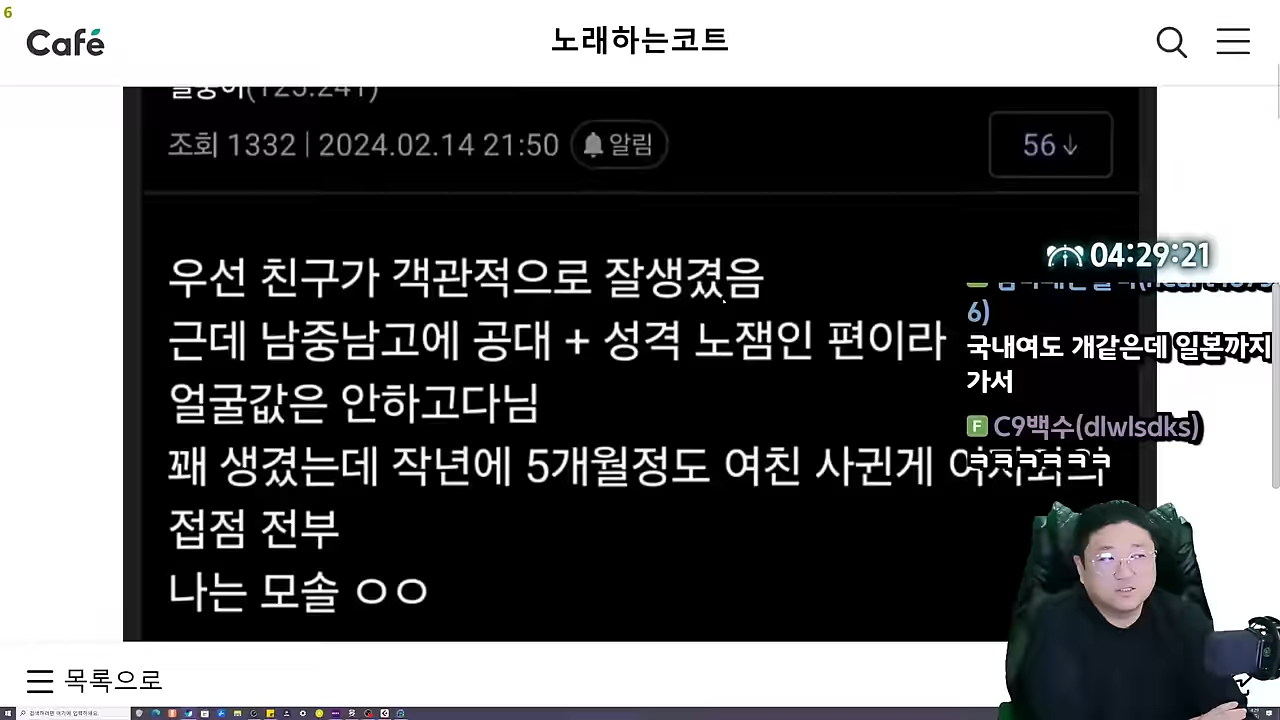 6
Café
노래하는코트
조회 1332 | 2024.02.14 21:50
알림
56↓
우선 친구가 객관적으로 잘생겼음
근데 남중남고에 공대 + 성격 노잼인 편이라
얼굴값은 안하고다님
꽤 생겼는데 작년에 5개월정도 여친 사귄게
접점 전부
나는 모솔 ㅇㅇ
04:29:21
6)
국내여도 개같은데 일본까지
가서
F C9백수(dlwlsdks)
ㅋㅋㅋㅋㅋㅋ
목록으로